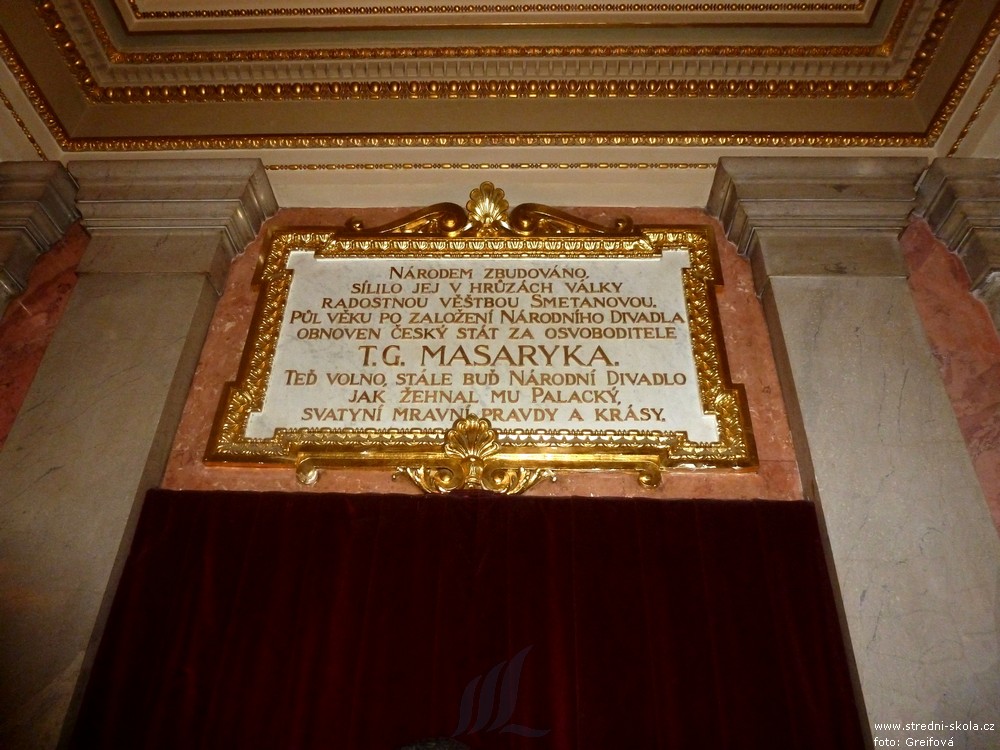 NÁRODEM ZBUDOVÁNO,
SÍLILO JEJ V HRŮZÁCH VÁLKY
RADOSTNOU VĚŠTBOU SMETANOVOU.
PŮL VĚKU PO ZALOŽENÍ NÁRODNÍHO DIVADLA
OBNOVEN ČESKÝ STÁT ZA OSVOBODITELE
T.G. MASARYKA.
TEĎ VOLNO, STÁLE BUĎ NÁRODNÍ DIVADLO
JAK ŽEHNAL MU PALACKÝ,
SVATYNÍ MRAVNÍ PRAVDY A KRÁSY.
www.stredni-skola.cz
foto: Greifová